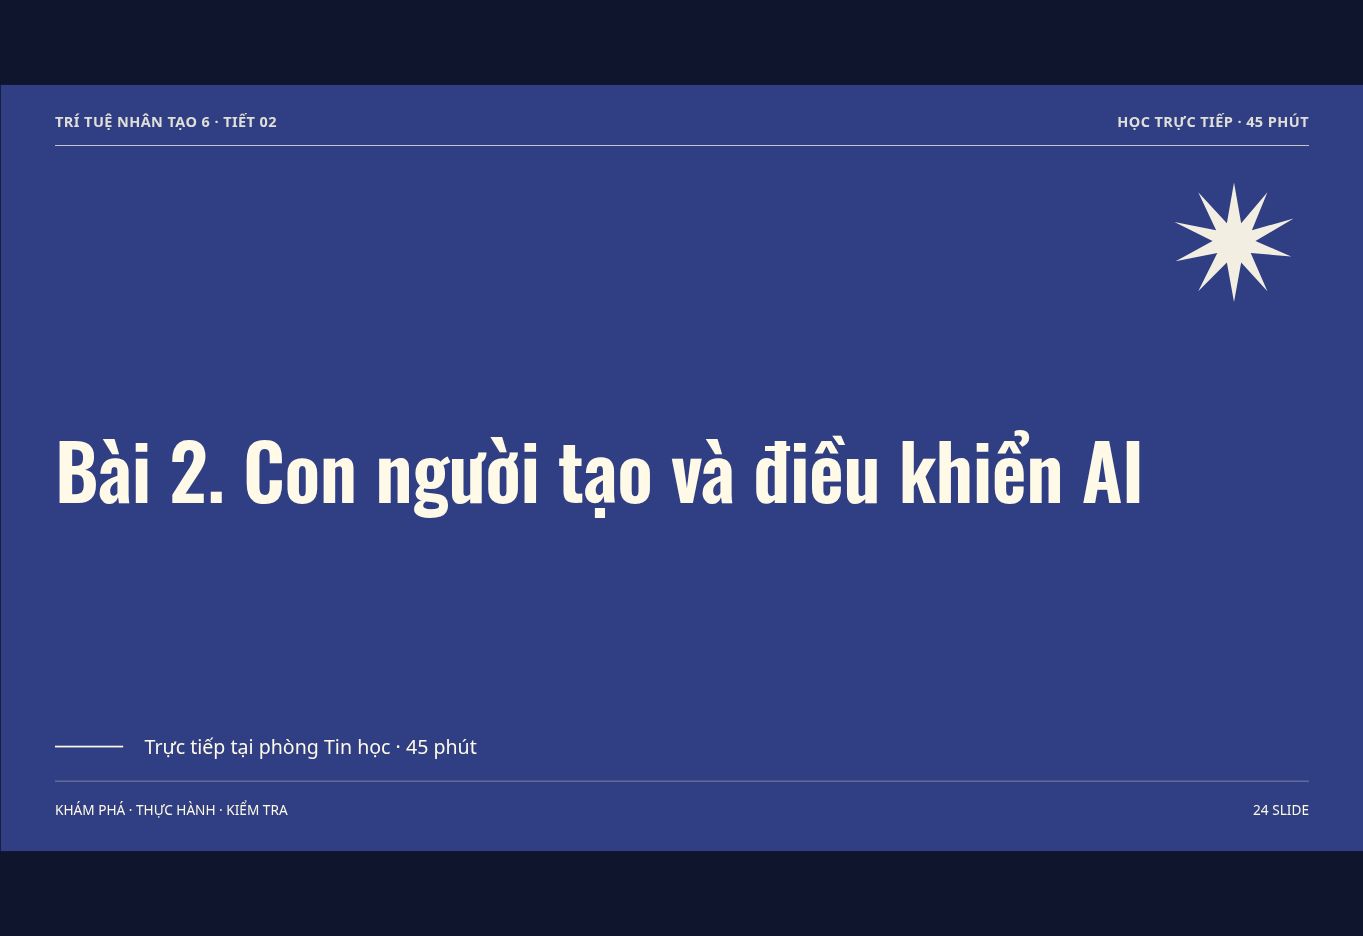 TRÍ TUỆ NHÂN TẠO 6 · TIẾT 02
HỌC TRỰC TIẾP · 45 PHÚT
Bài 2. Con người tạo và điều khiển AI
Trực tiếp tại phòng Tin học · 45 phút
KHÁM PHÁ · THỰC HÀNH · KIỂM TRA
24 SLIDE